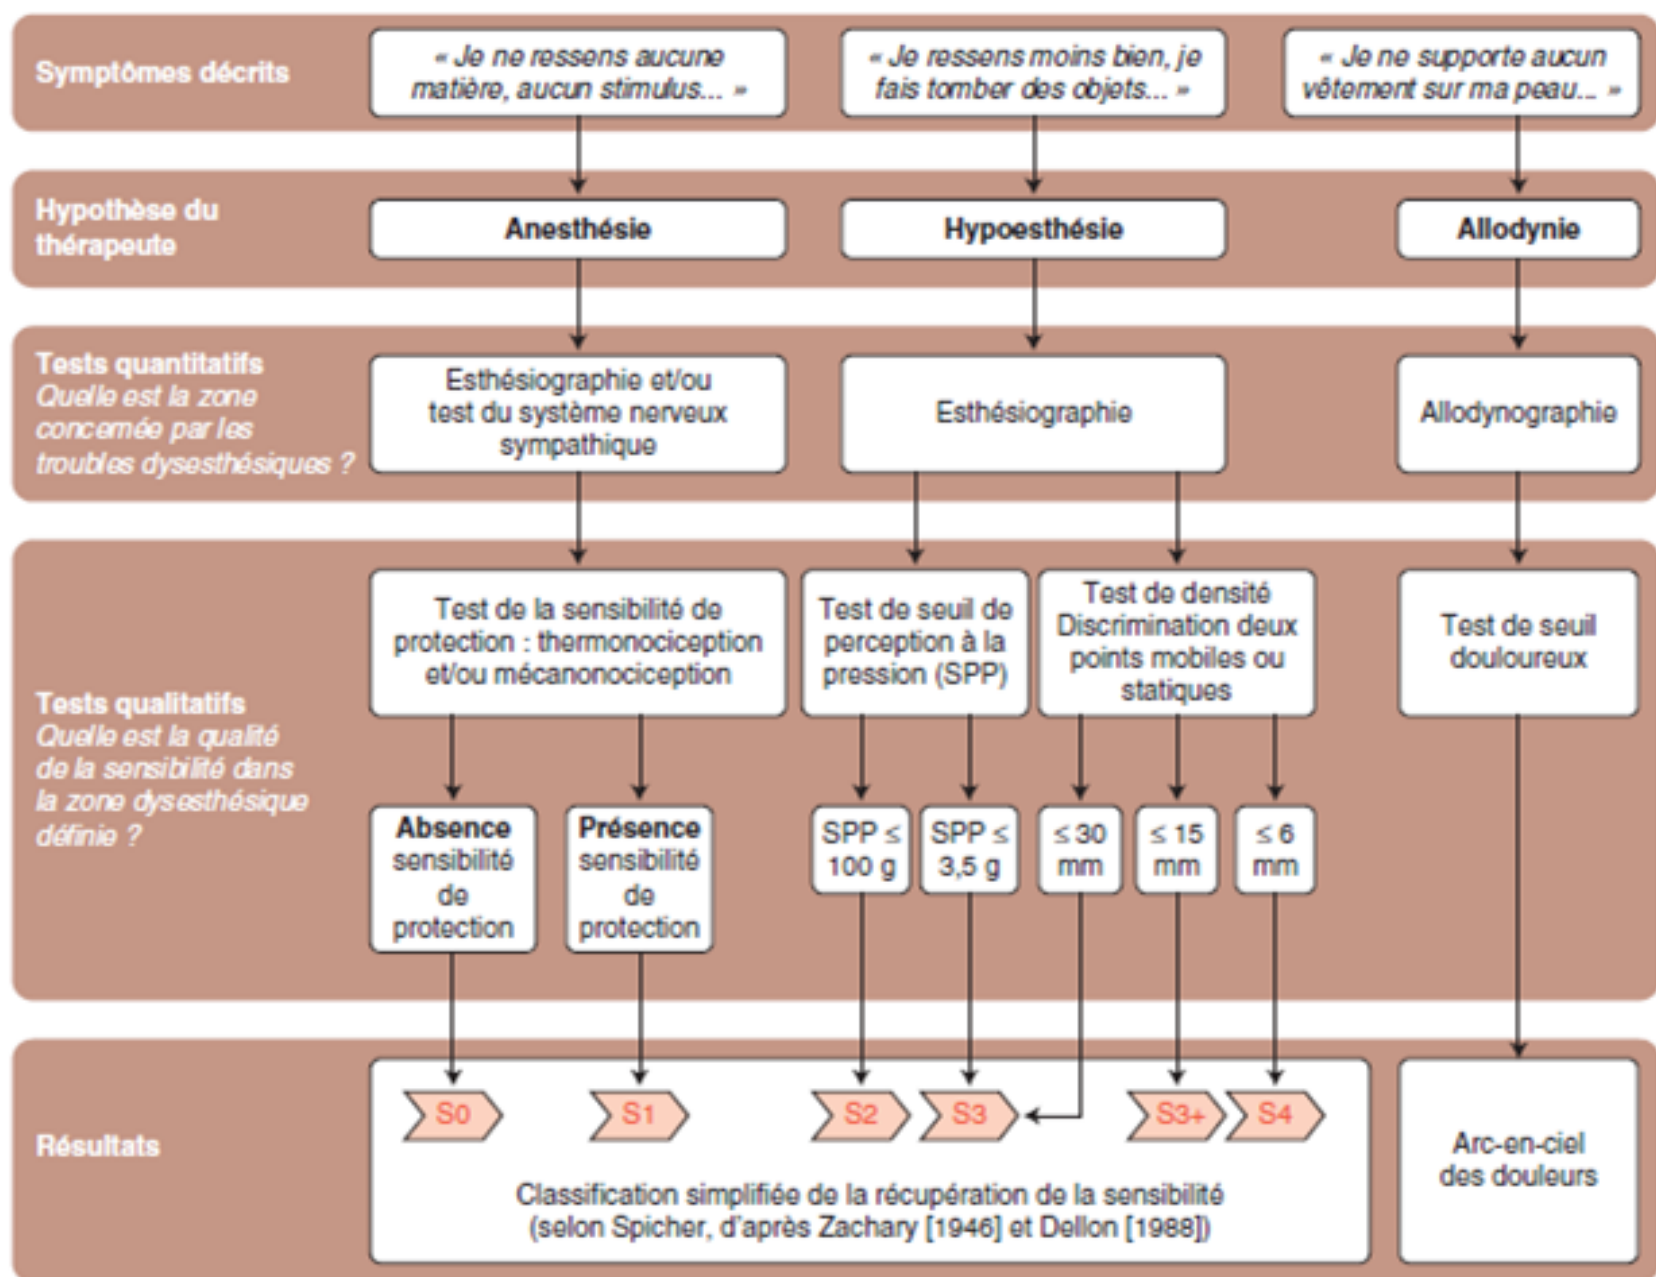 Symptômes décrits
« Je ne ressens aucune
matière, aucun stimulus... »
« Je ressens moins bien, je
fais tomber des objets... »
« Je ne supporte aucun
vêtement sur ma peau... »
Hypothèse du
thérapeute
Anesthésie
Hypoesthésie
Allodynie
Tests quantitatifs
Quelle est la zone
concernée par les
troubles dysesthésiques ?
Esthésiographie et/ou
test du système nerveux
sympathique
Esthésiographie
Allodynographie
Tests qualitatifs
Quelle est la qualité
de la sensibilité dans
la zone dysesthésique
définie ?
Test de la sensibilité de
protection : thermonociception
et/ou mécanonociception
Test de seuil de
perception à la
pression (SPP)
Test de densité
Discrimination deux
points mobiles ou
statiques
Test de seuil
douloureux
Absence
sensibilité
de
protection
Présence
sensibilité
de
protection
SPP ≤
100 g
SPP ≤
3,5 g
≤ 30
mm
≤ 15
mm
≤ 6
mm
Résultats
S0
S1
S2
S3
S3+
S4
Classification simplifiée de la récupération de la sensibilité
(selon Spicher, d'après Zachary [1946] et Dellon [1988])
Arc-en-ciel
des douleurs